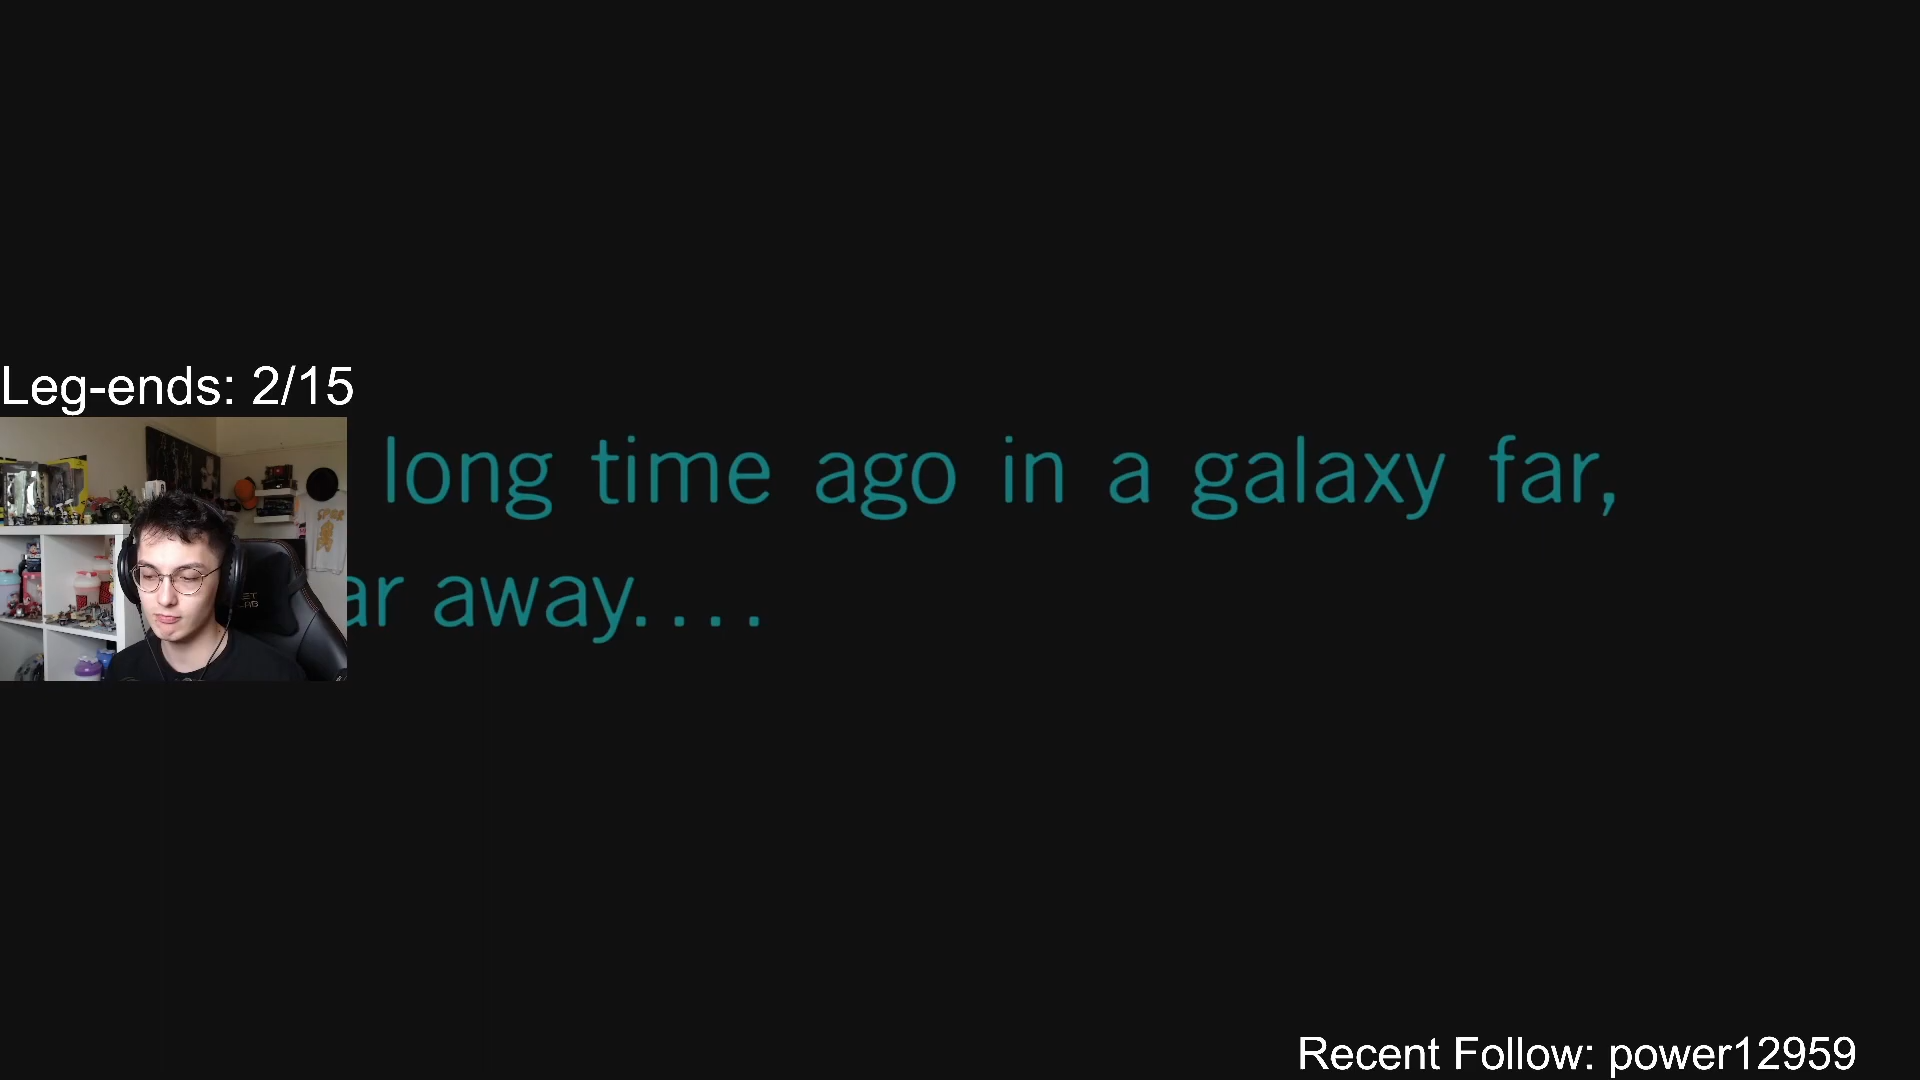 Leg-ends: 2/15
long time ago in a galaxy far,
ar away....
Recent Follow: power12959